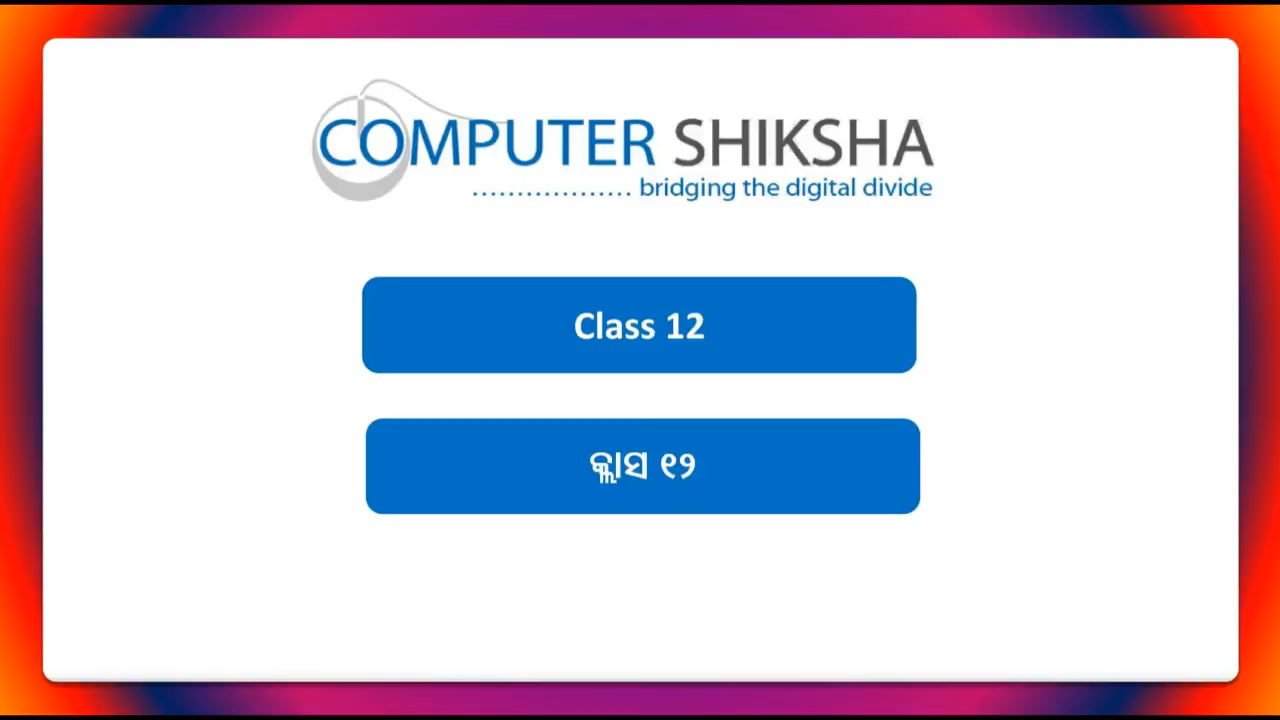 COMPUTER SHIKSHA
.................. bridging the digital divide
Class 12
କ୍ଲାସ ୧୨